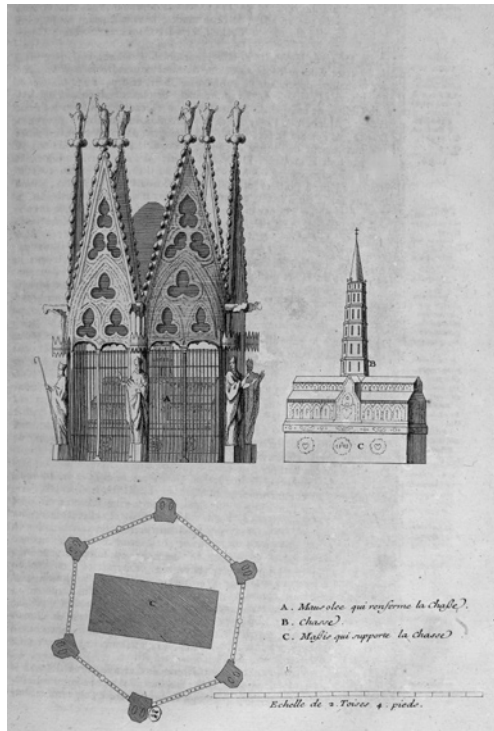 A
B
C
C
A. Mausolée qui renferme la Chasse.
B. Chasse.
C. Massis qui supporte la Chasse
Echelle de 2. Toises 4. pieds.